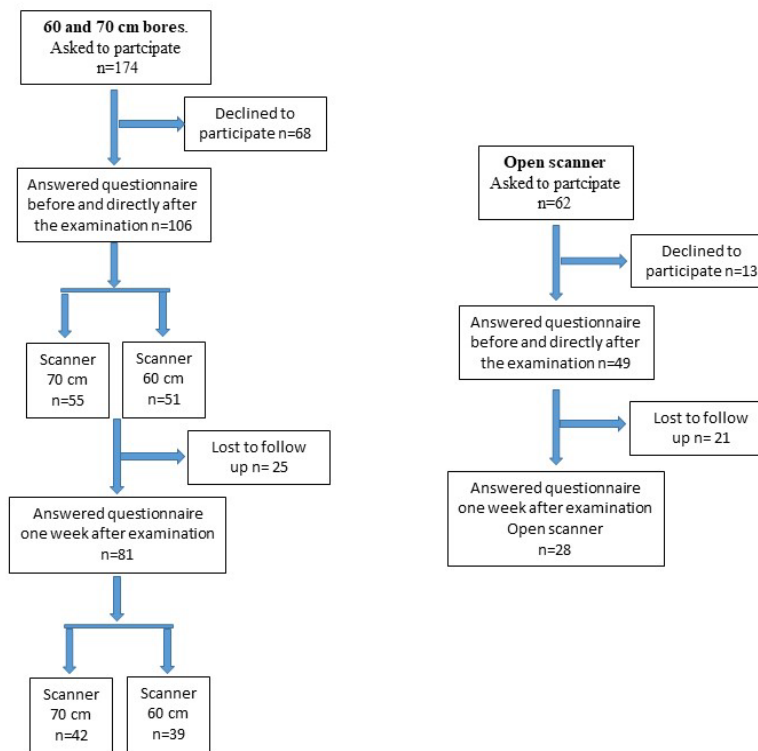 60 and 70 cm bores.
Asked to partcipate
n=174
Declined to
participate n=68
Answered questionnaire
before and directly after
the examination n=106
Scanner
70 cm
n=55
Scanner
60 cm
n=51
Lost to follow
up n= 25
Answered questionnaire
one week after examination
n=81
Scanner
70 cm
n=42
Scanner
60 cm
n=39
Open scanner
Asked to partcipate
n=62
Declined to
participate n=13
Answered questionnaire
before and directly after
the examination n=49
Lost to follow
up n= 21
Answered questionnaire
one week after examination
Open scanner
n=28